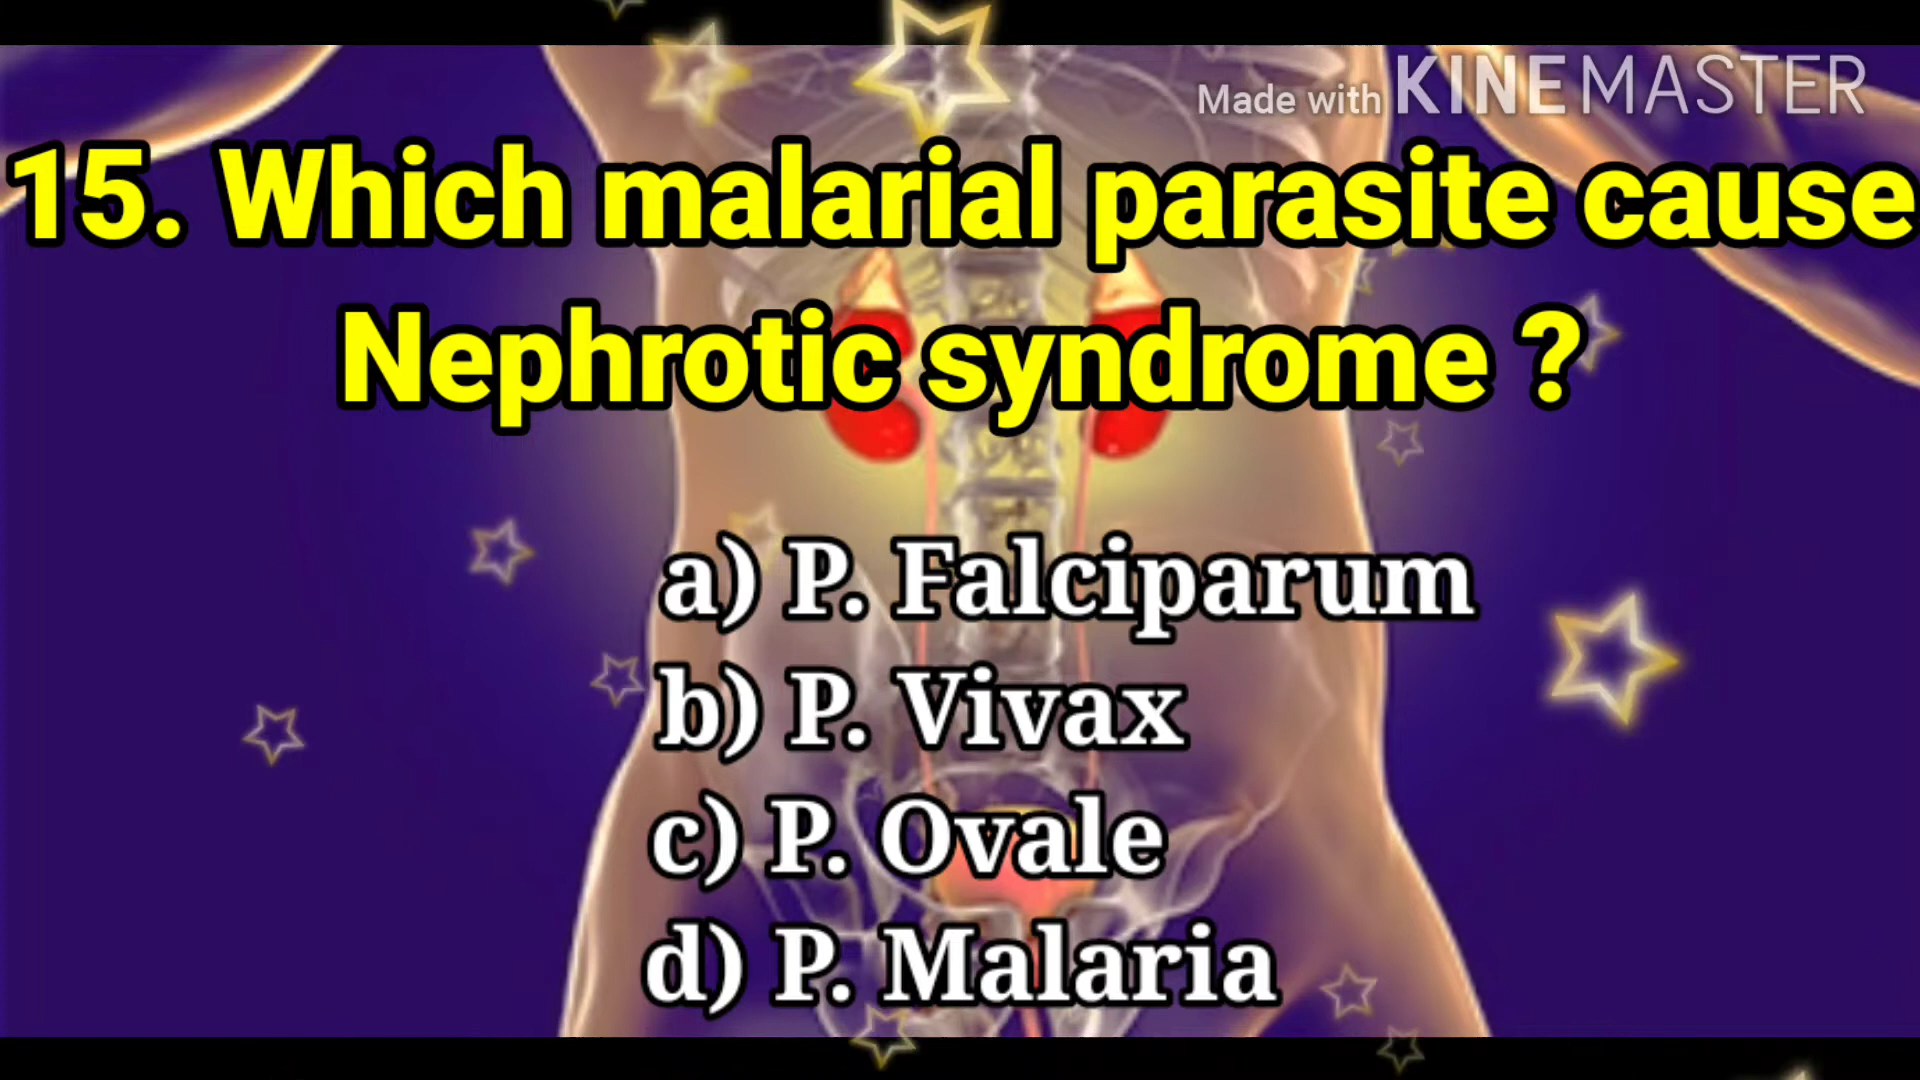 Made with KINEMASTER
15. Which malarial parasite cause
Nephrotic syndrome ?
a) P. Falciparum
b) P. Vivax
c) P. Ovale
d) P. Malaria